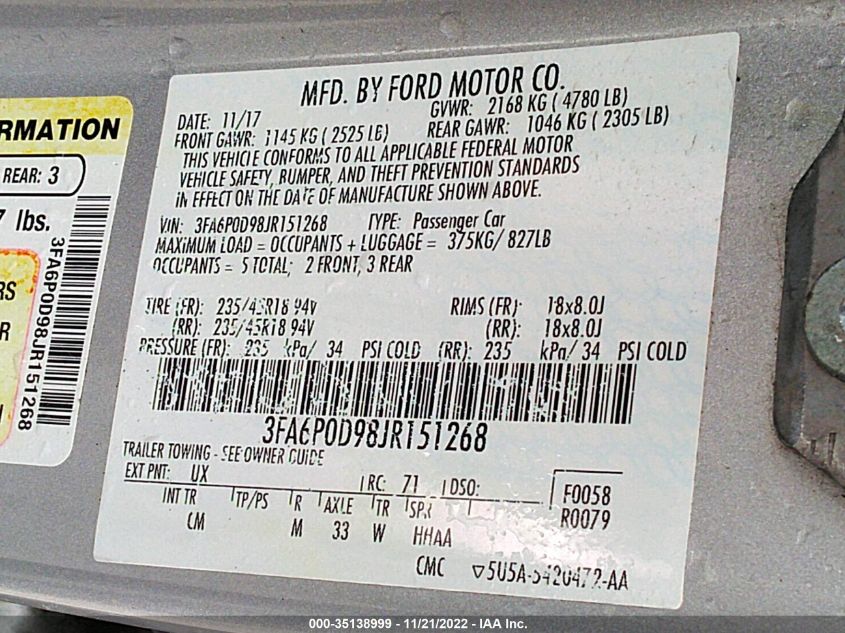 RMATION
REAR: 3
7 lbs.
RS
R
3FA6P0D98JR151268
MFD. BY FORD MOTOR CO.
DATE: 11/17 GVWR: 2168 KG ( 4780 LB)
FRONT GAWR: 1145 KG ( 2525 LB) REAR GAWR: 1046 KG ( 2305 LB)
THIS VEHICLE CONFORMS TO ALL APPLICABLE FEDERAL MOTOR
VEHICLE SAFETY, BUMPER, AND THEFT PREVENTION STANDARDS
IN EFFECT ON THE DATE OF MANUFACTURE SHOWN ABOVE.
VIN: 3FA6P0D98JR151268 TYPE: Passenger Car
MAXIMUM LOAD = OCCUPANTS + LUGGAGE = 375KG/ 827LB
OCCUPANTS = 5 TOTAL; 2 FRONT, 3 REAR
TIRE (FR): 235/45R18 94V RIMS (FR): 18x8.0J
(RR): 235/45R18 94V (RR): 18x8.0J
PRESSURE (FR): 235 kPa/ 34 PSI COLD (RR): 235 kPa/ 34 PSI COLD
3FA6P0D98JR151268
TRAILER TOWING - SEE OWNER GUIDE
EXT PNT: UX RC: 71 DSO: F0058
INT TR TP/PS R AXLE TR SPR R0079
CM M 33 W HHAA
CMC ▽5U5A-5420472-AA
000-35138999 - 11/21/2022 - IAA Inc.